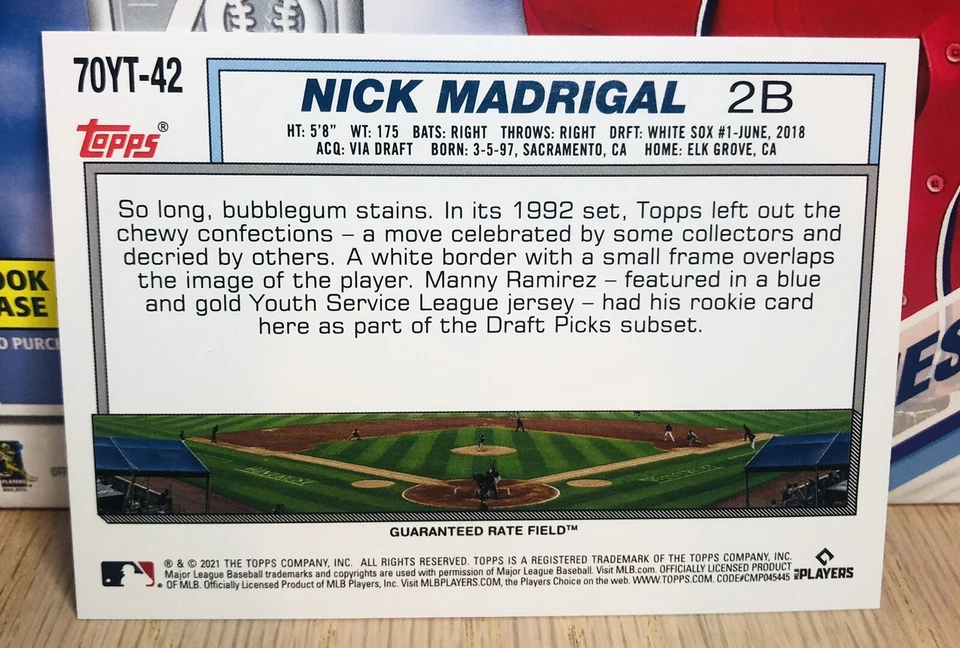 70YT-42
Topps®
NICK MADRIGAL 2B
HT: 5'8" WT: 175 BATS: RIGHT THROWS: RIGHT DRFT: WHITE SOX #1-JUNE, 2018
ACQ: VIA DRAFT BORN: 3-5-97, SACRAMENTO, CA HOME: ELK GROVE, CA
So long, bubblegum stains. In its 1992 set, Topps left out the
chewy confections – a move celebrated by some collectors and
decried by others. A white border with a small frame overlaps
the image of the player. Manny Ramirez – featured in a blue
and gold Youth Service League jersey – had his rookie card
here as part of the Draft Picks subset.
OOK
ASE
O PURC
ES
OFF
GUARANTEED RATE FIELD™
® & © 2021 THE TOPPS COMPANY, INC. ALL RIGHTS RESERVED. TOPPS IS A REGISTERED TRADEMARK OF THE TOPPS COMPANY, INC.
Major League Baseball trademarks and copyrights are used with permission of Major League Baseball. Visit MLB.com. OFFICIALLY LICENSED PRODUCT
OF MLB. Officially Licensed Product of MLB Players, Inc. Visit MLBPLAYERS.COM, the Players Choice on the web. WWW.TOPPS.COM. CODE#CMP045445
MLB PLAYERS